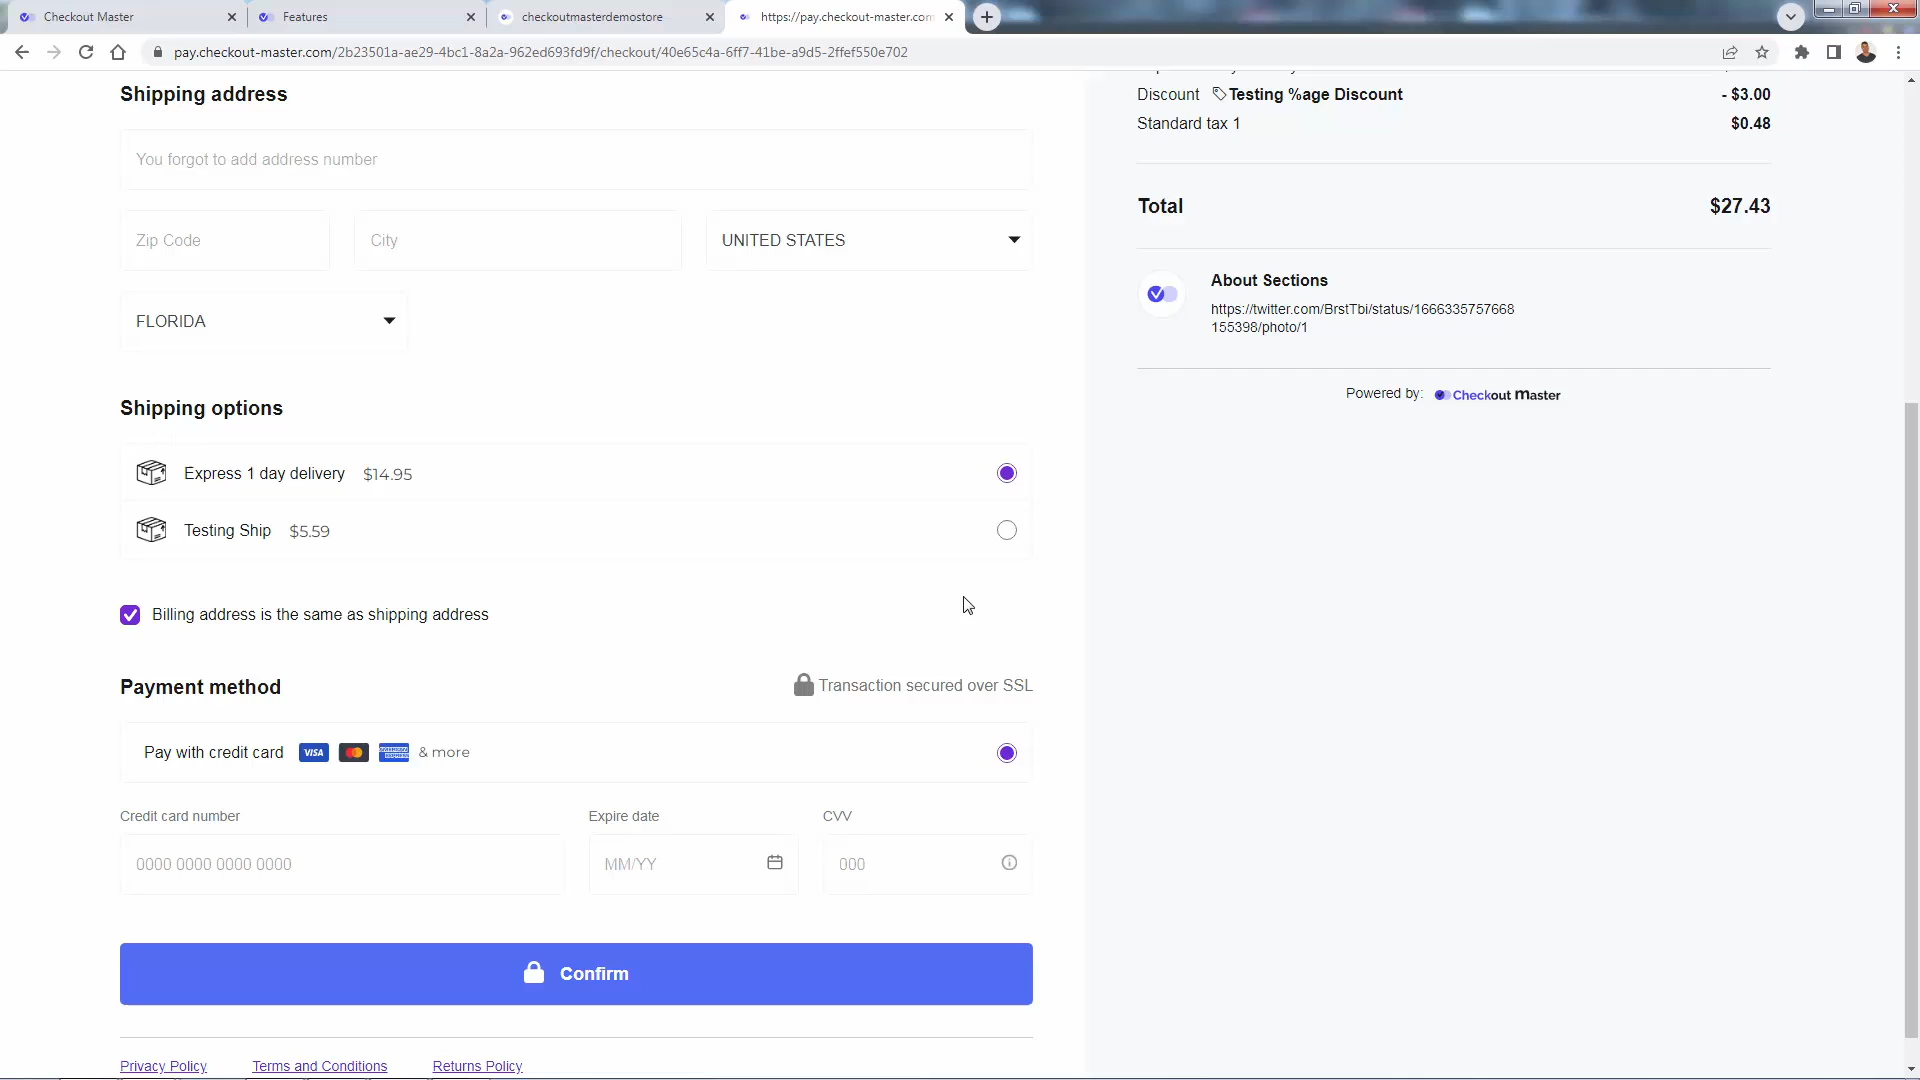 Checkout Master
Features
checkoutmasterdemostore
https://pay.checkout-master.com
pay.checkout-master.com/2b23501a-ae29-4bc1-8a2a-962ed693fd9f/checkout/40e65c4a-6ff7-41be-a9d5-2ffef550e702
Shipping address
You forgot to add address number
Zip Code
City
UNITED STATES
FLORIDA
Shipping options
Express 1 day delivery $14.95
Testing Ship $5.59
Billing address is the same as shipping address
Payment method
Transaction secured over SSL
Pay with credit card VISA AMERICAN EXPRESS & more
Credit card number
Expire date
CVV
0000 0000 0000 0000
MM/YY
000
Confirm
Privacy Policy
Terms and Conditions
Returns Policy
Discount Testing %age Discount - $3.00
Standard tax 1 $0.48
Total $27.43
About Sections
https://twitter.com/BrstTbi/status/1666335757668
155398/photo/1
Powered by: Checkout Master